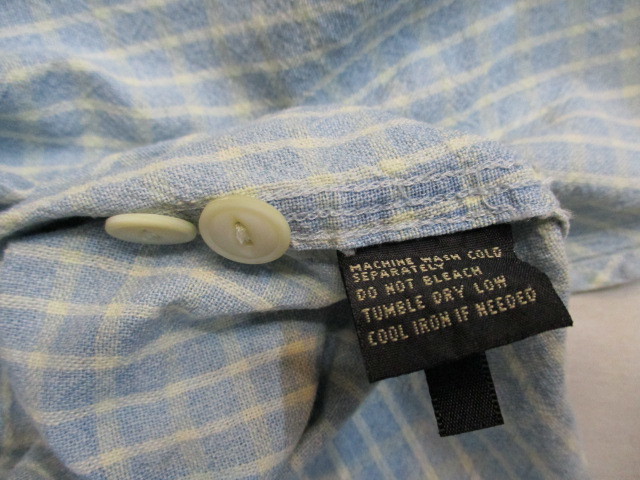 MACHINE WASH COLD
SEPARATELY
DO NOT BLEACH
TUMBLE DRY LOW
COOL IRON IF NEEDED